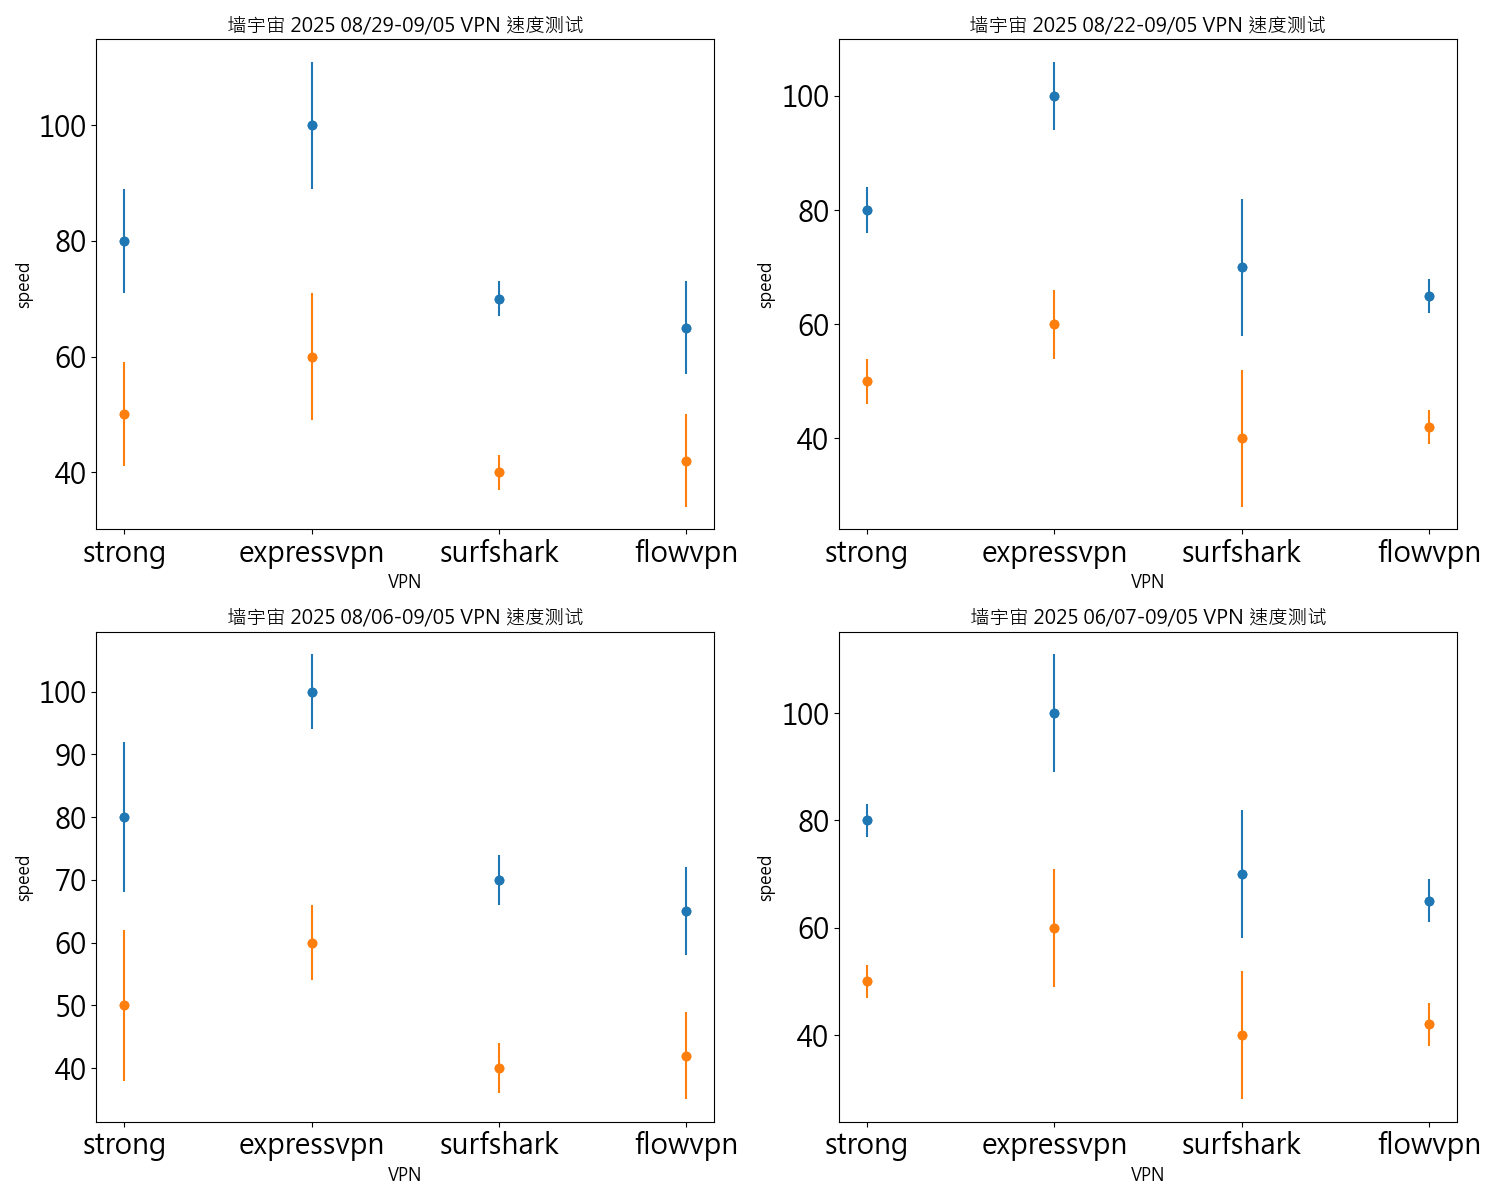 墙宇宙 2025 08/29-09/05 VPN 速度测试
100
80
60
40
speed
strong expressvpn surfshark flowvpn
VPN
墙宇宙 2025 08/22-09/05 VPN 速度测试
100
80
60
40
speed
strong expressvpn surfshark flowvpn
VPN
墙宇宙 2025 08/06-09/05 VPN 速度测试
100
90
80
70
60
50
40
speed
strong expressvpn surfshark flowvpn
VPN
墙宇宙 2025 06/07-09/05 VPN 速度测试
100
80
60
40
speed
strong expressvpn surfshark flowvpn
VPN